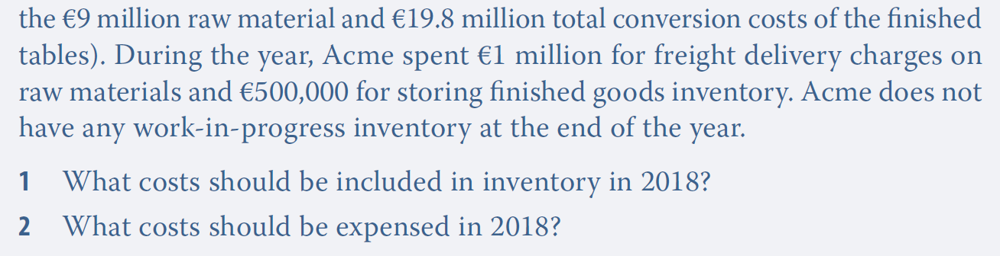 the €9 million raw material and €19.8 million total conversion costs of the finished
tables). During the year, Acme spent €1 million for freight delivery charges on
raw materials and €500,000 for storing finished goods inventory. Acme does not
have any work-in-progress inventory at the end of the year.
1 What costs should be included in inventory in 2018?
2 What costs should be expensed in 2018?